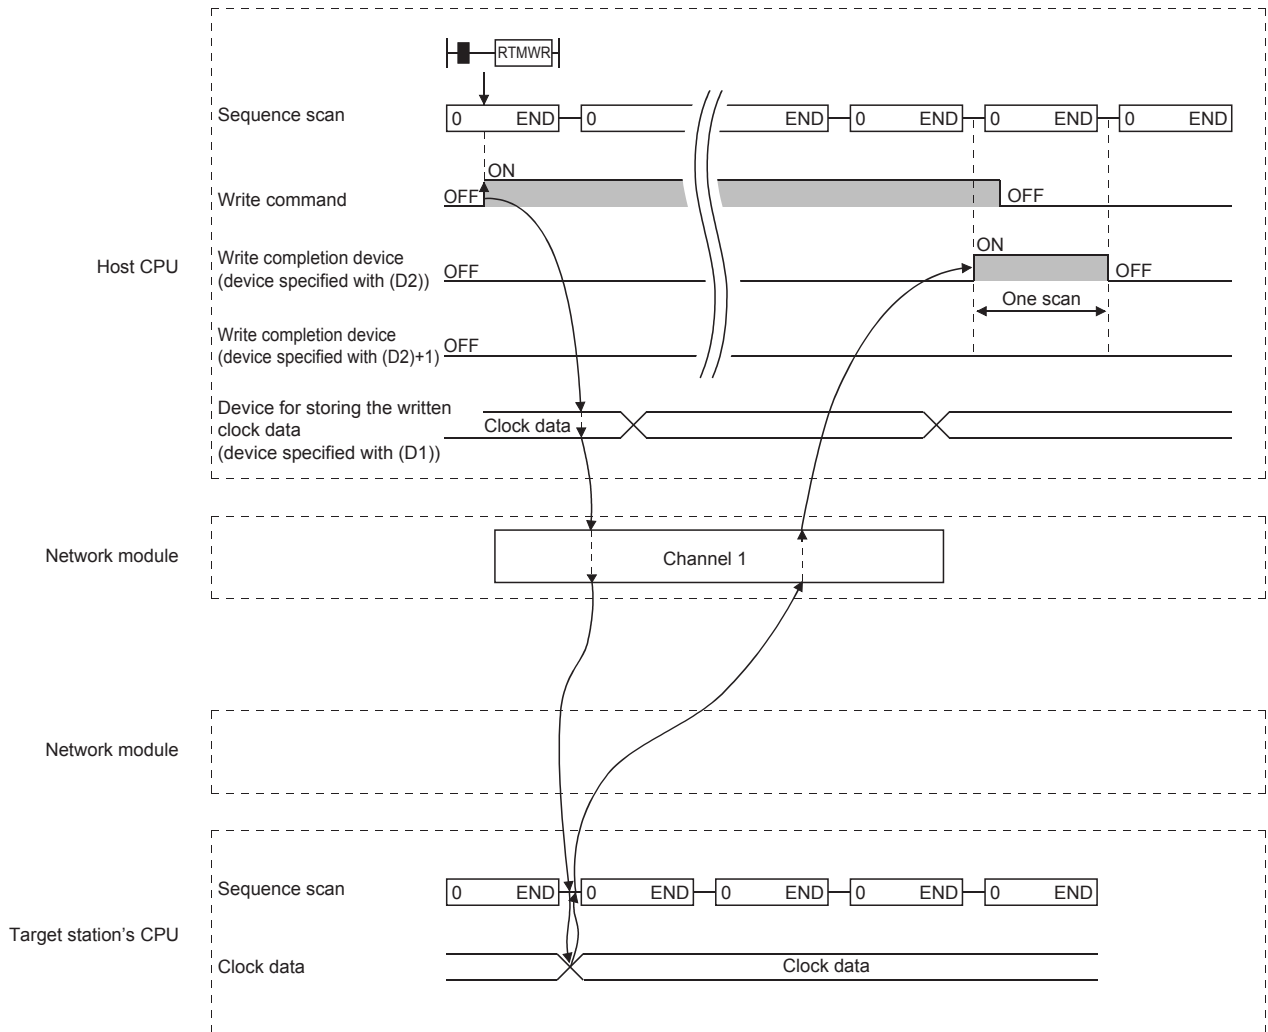 RTMWR
Sequence scan
0 END 0 END 0 END 0 END 0 END
ON
Write command
OFF
OFF
ON
Host CPU
Write completion device
(device specified with (D2))
OFF
OFF
One scan
Write completion device
(device specified with (D2)+1)
OFF
Device for storing the written
clock data
(device specified with (D1))
Clock data
Network module
Channel 1
Network module
Sequence scan
0 END 0 END 0 END 0 END 0 END
Target station's CPU
Clock data
Clock data